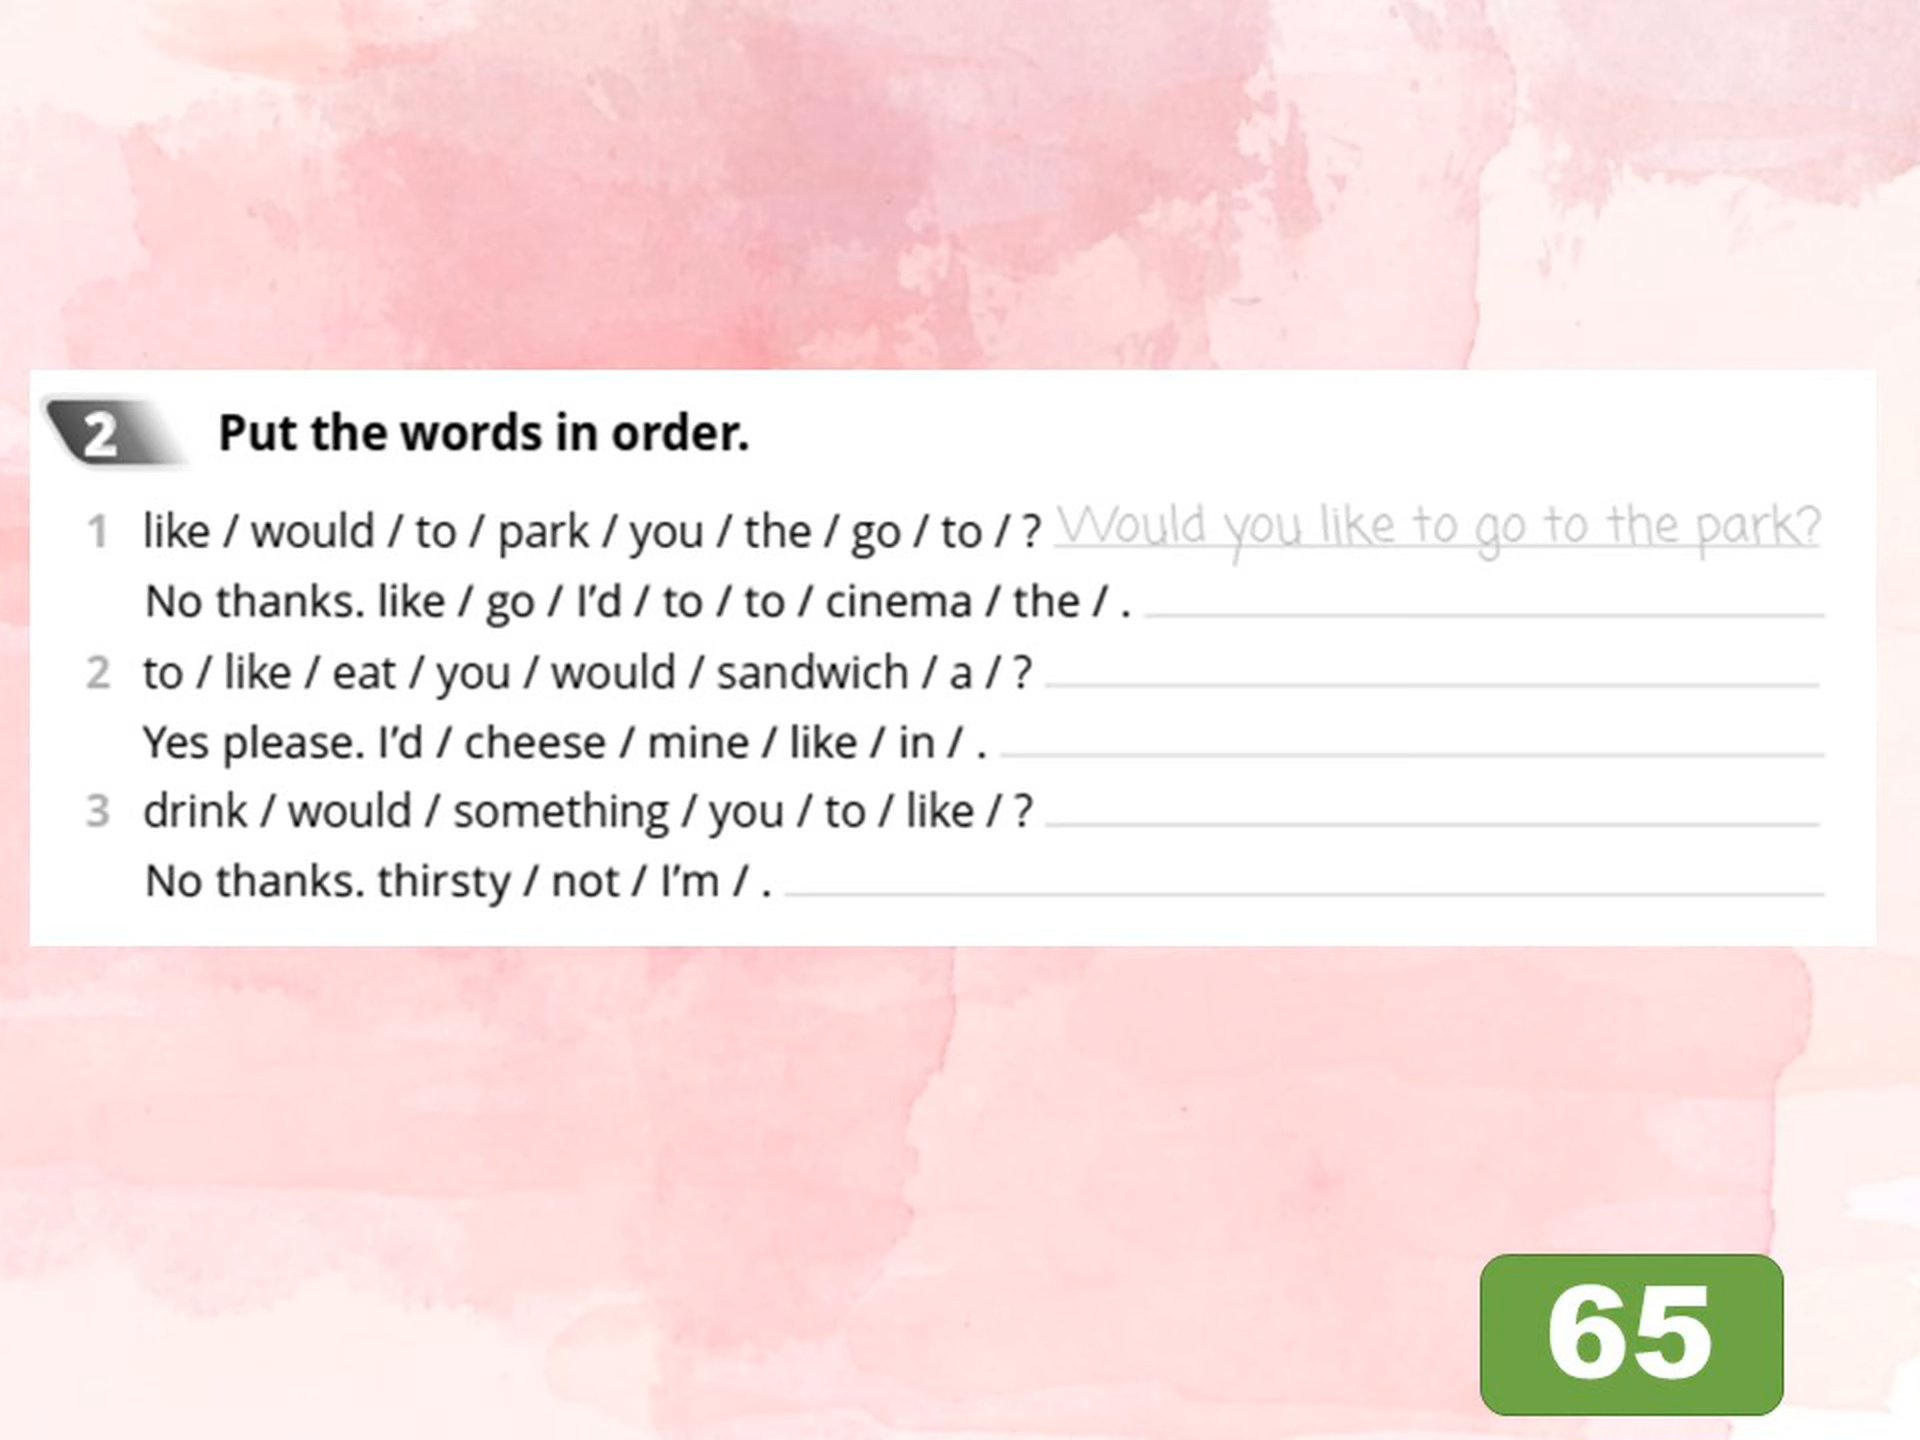 2 Put the words in order.
1 like / would / to / park / you / the / go / to / ? Would you like to go to the park?
No thanks. like / go / I'd / to / to / cinema / the / .
2 to / like / eat / you / would / sandwich / a / ?
Yes please. I'd / cheese / mine / like / in / .
3 drink / would / something / you / to / like / ?
No thanks. thirsty / not / I'm / .
65